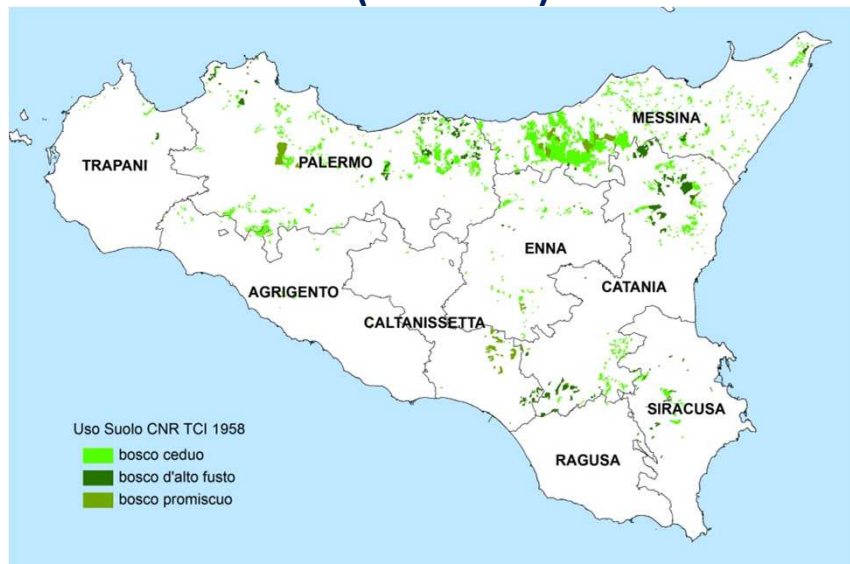 MESSINA
PALERMO
TRAPANI
ENNA
AGRIGENTO
CATANIA
CALTANISSETTA
SIRACUSA
RAGUSA
Uso Suolo CNR TCI 1958
bosco ceduo
bosco d'alto fusto
bosco promiscuo